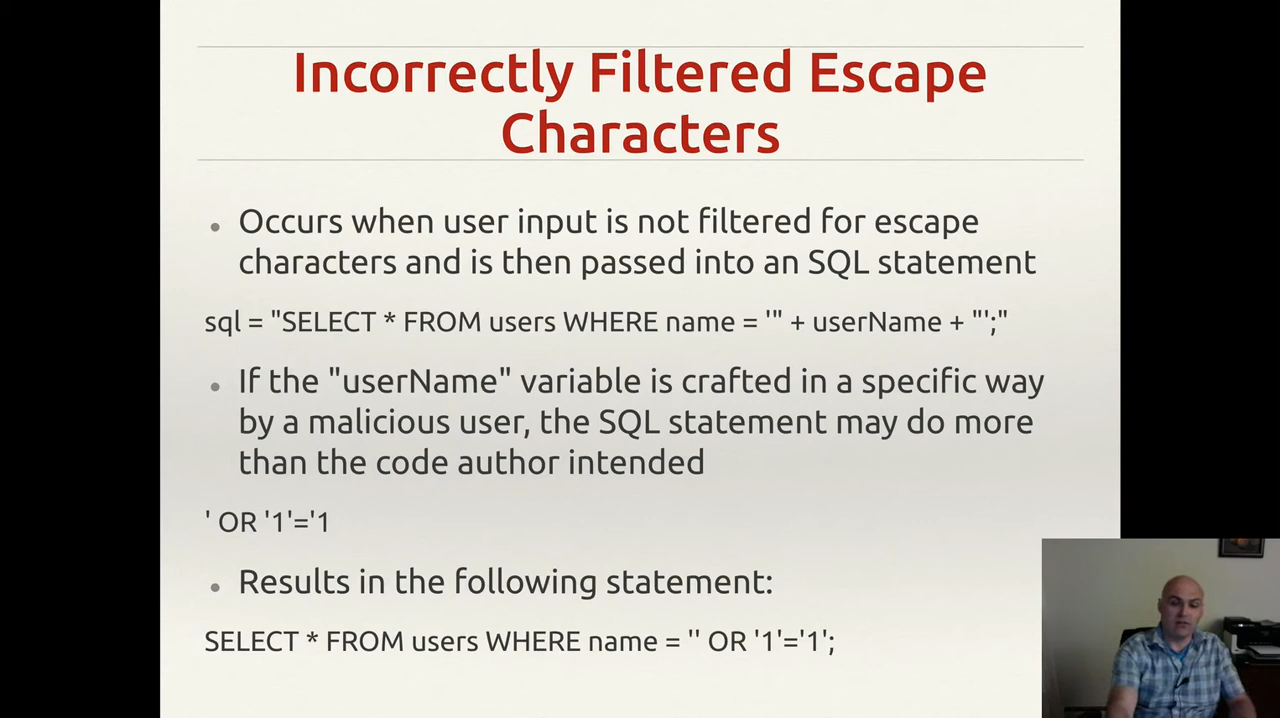 Incorrectly Filtered Escape
Characters
• Occurs when user input is not filtered for escape
characters and is then passed into an SQL statement
sql = "SELECT * FROM users WHERE name = '" + userName + "';"
• If the "userName" variable is crafted in a specific way
by a malicious user, the SQL statement may do more
than the code author intended
' OR '1'='1
• Results in the following statement:
SELECT * FROM users WHERE name = '' OR '1'='1';